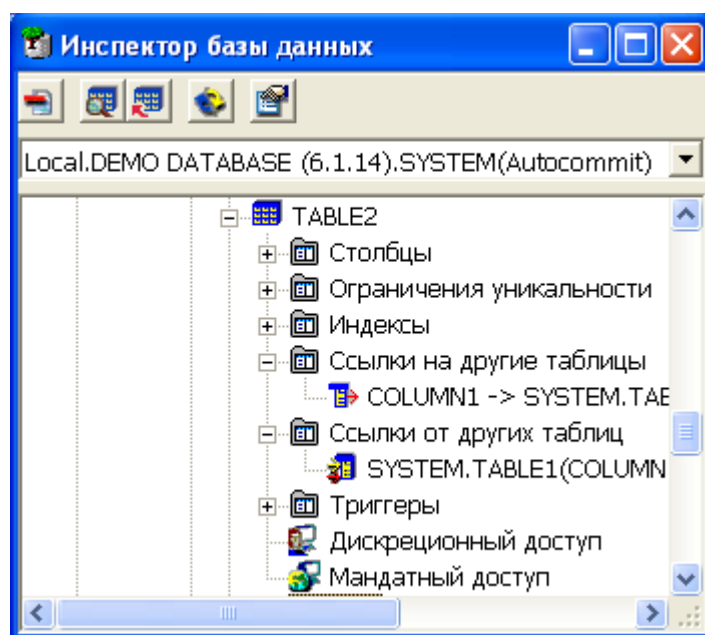 Инспектор базы данных
Local.DEMO DATABASE (6.1.14).SYSTEM(Autocommit)
TABLE2
Столбцы
Ограничения уникальности
Индексы
Ссылки на другие таблицы
COLUMN1 -> SYSTEM.TAB
Ссылки от других таблиц
SYSTEM.TABLE1(COLUMN
Триггеры
Дискреционный доступ
Мандатный доступ